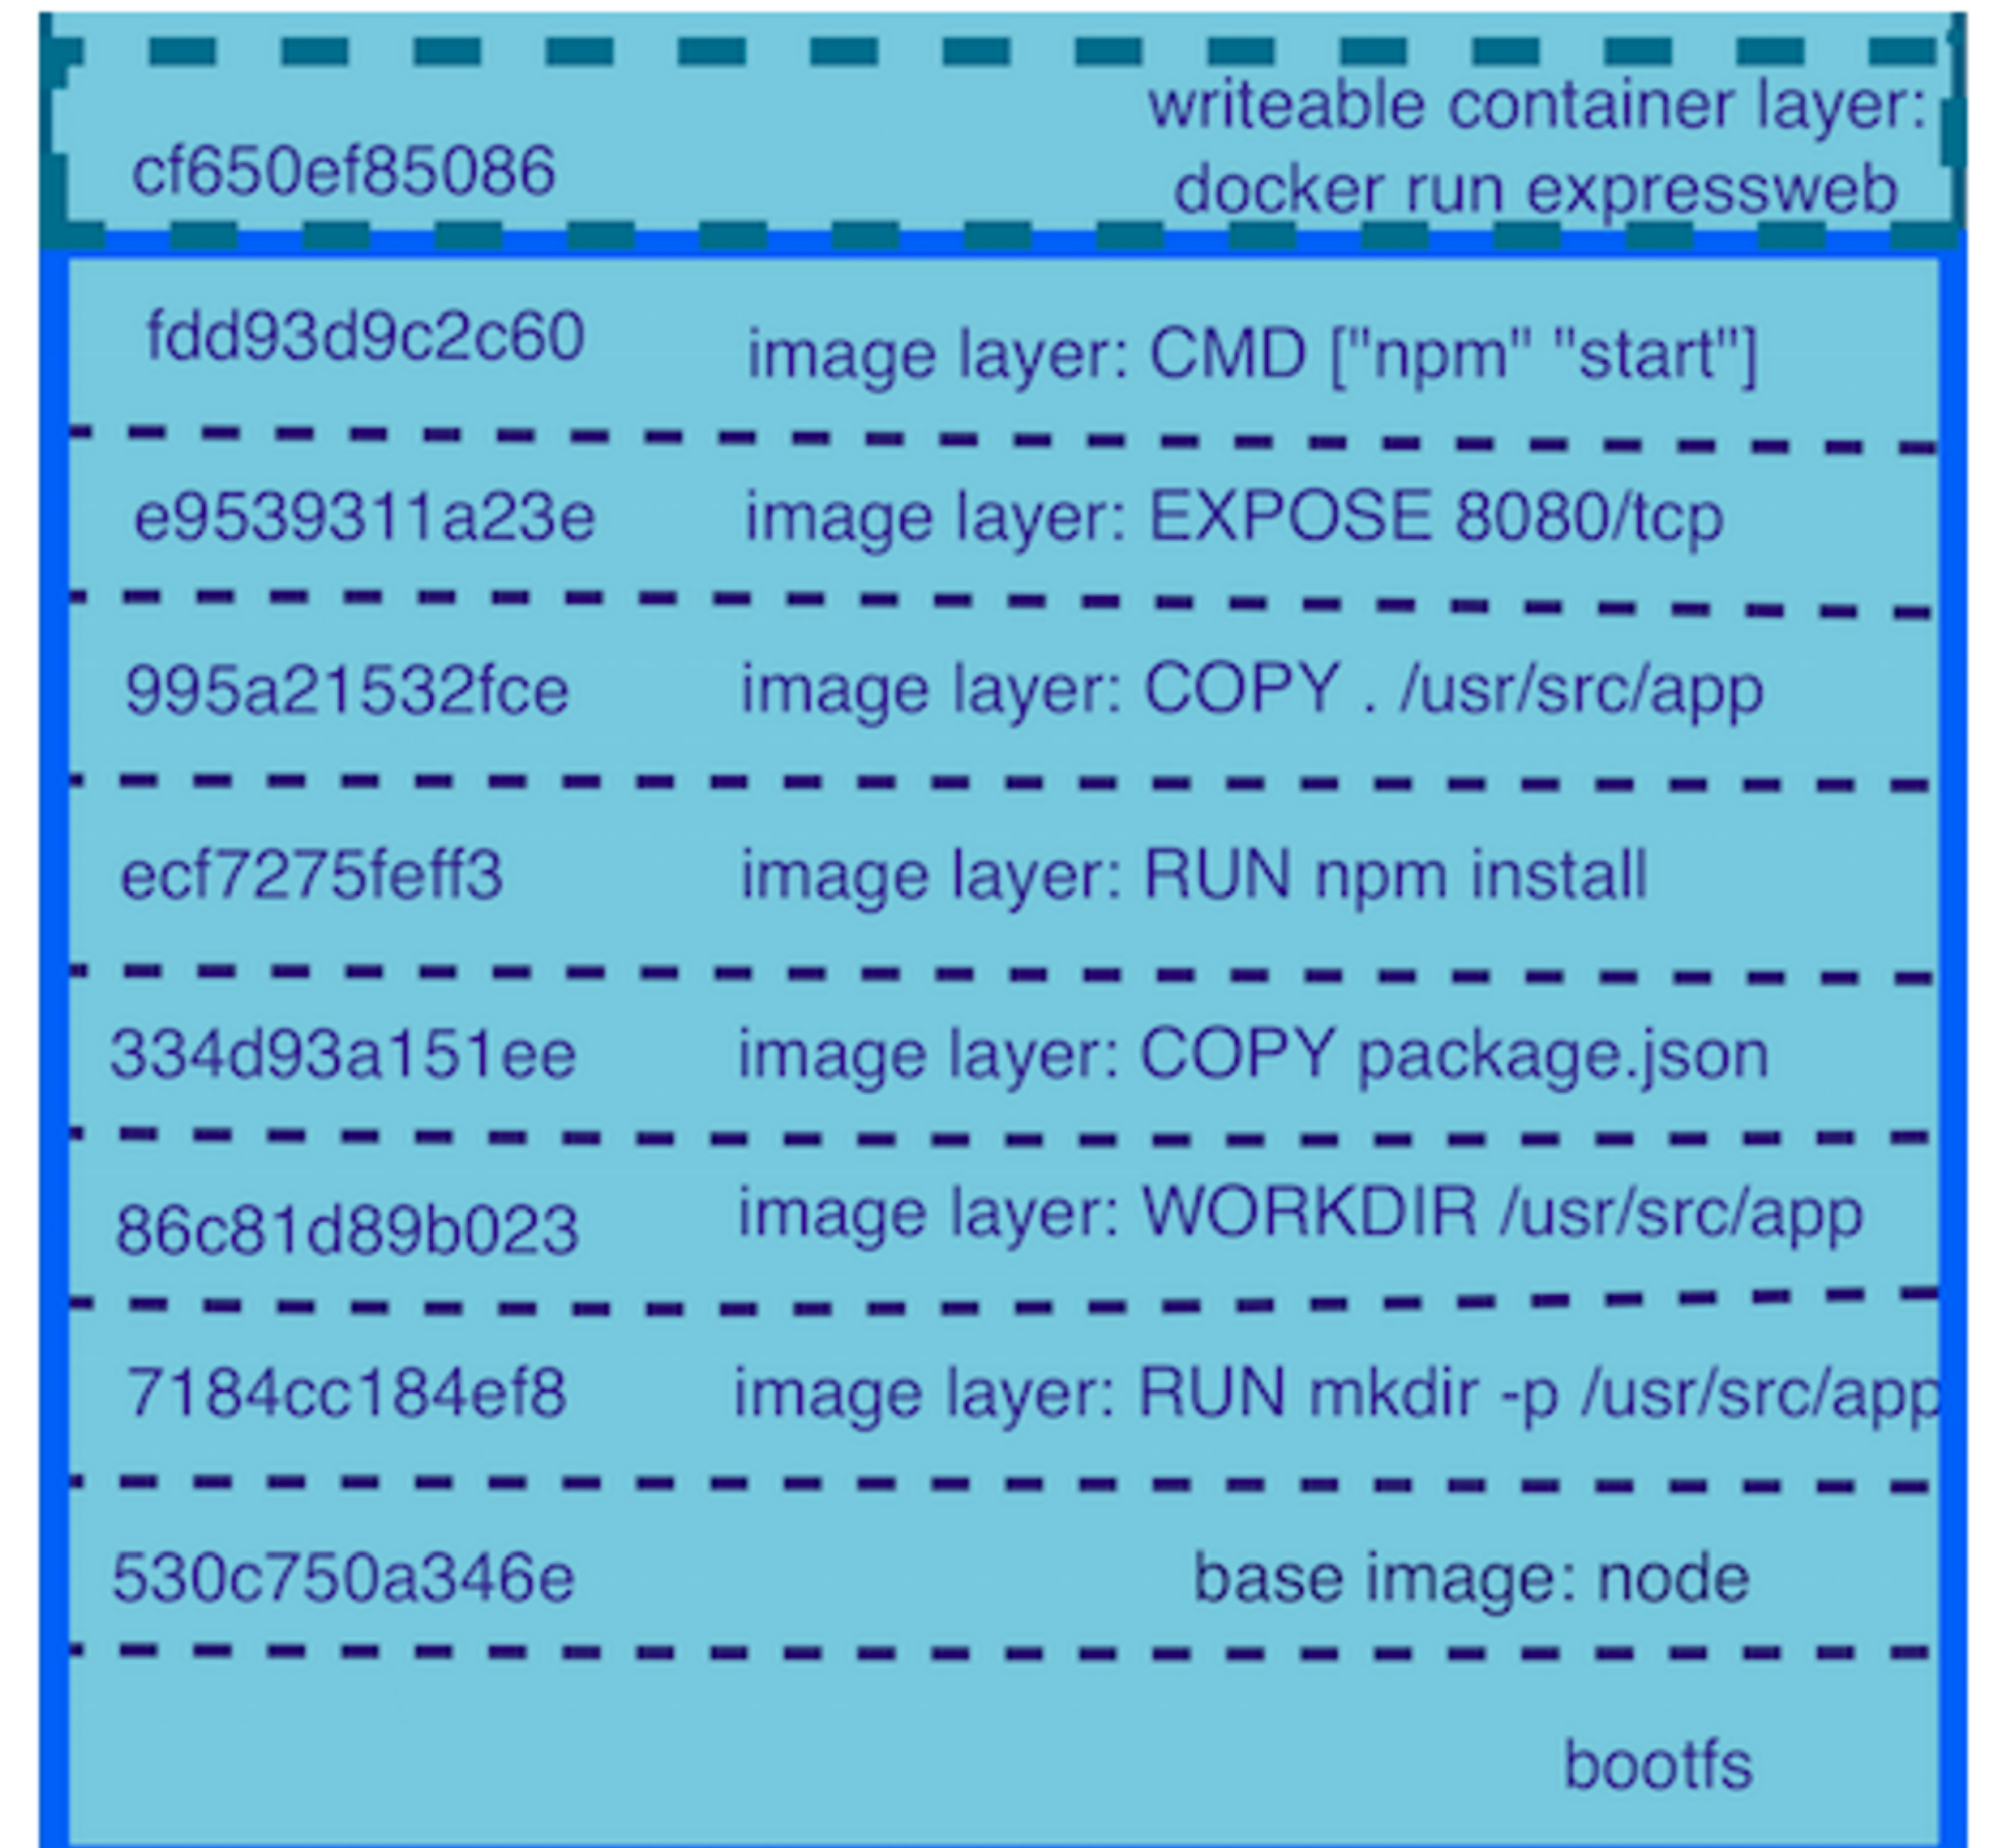 writeable container layer:
cf650ef85086
docker run expressweb
fdd93d9c2c60 image layer: CMD ["npm" "start"]
e9539311a23e image layer: EXPOSE 8080/tcp
995a21532fce image layer: COPY . /usr/src/app
ecf7275feff3 image layer: RUN npm install
334d93a151ee image layer: COPY package.json
86c81d89b023 image layer: WORKDIR /usr/src/app
7184cc184ef8 image layer: RUN mkdir -p /usr/src/app
530c750a346e base image: node
bootfs